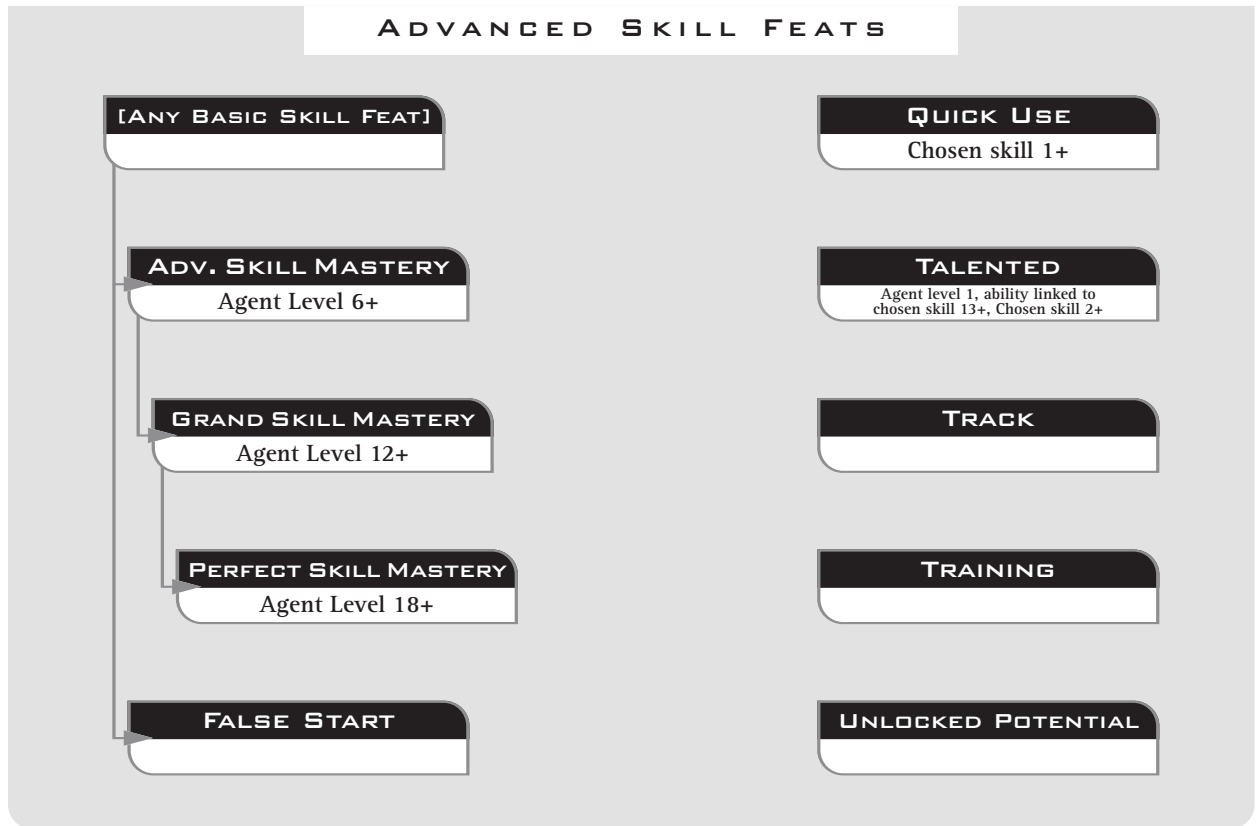 ADVANCED SKILL FEATS
[ANY BASIC SKILL FEAT]
ADV. SKILL MASTERY
Agent Level 6+
GRAND SKILL MASTERY
Agent Level 12+
PERFECT SKILL MASTERY
Agent Level 18+
FALSE START
QUICK USE
Chosen skill 1+
TALENTED
Agent level 1, ability linked to
chosen skill 13+, Chosen skill 2+
TRACK
TRAINING
UNLOCKED POTENTIAL